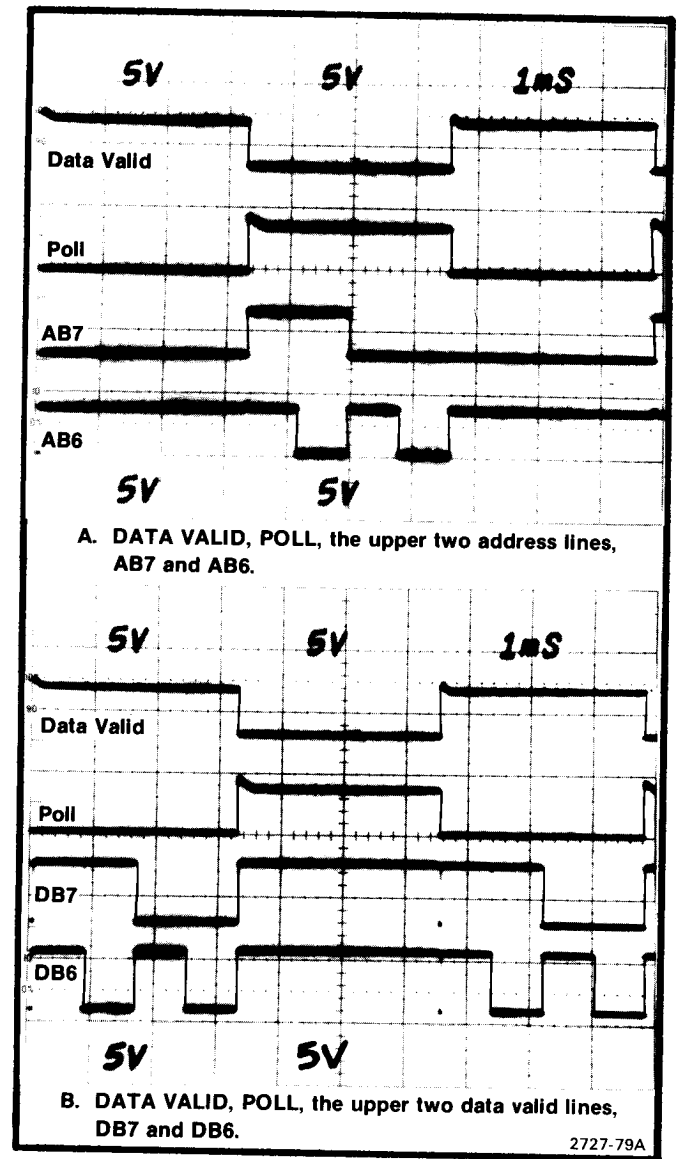 5V 5V 1mS
Data Valid
Poll
AB7
AB6
5V 5V
A. DATA VALID, POLL, the upper two address lines,
AB7 and AB6.
5V 5V 1mS
90
Data Valid
Poll
DB7
DB6
5V 5V
B. DATA VALID, POLL, the upper two data valid lines,
DB7 and DB6.
2727-79A